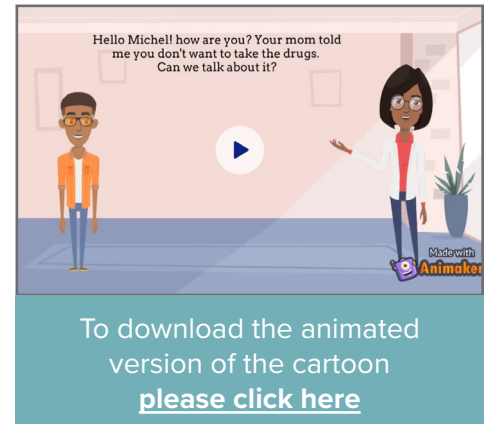 Hello Michel! how are you? Your mom told
me you don't want to take the drugs.
Can we talk about it?
Made with
Animaker
To download the animated
version of the cartoon
please click here